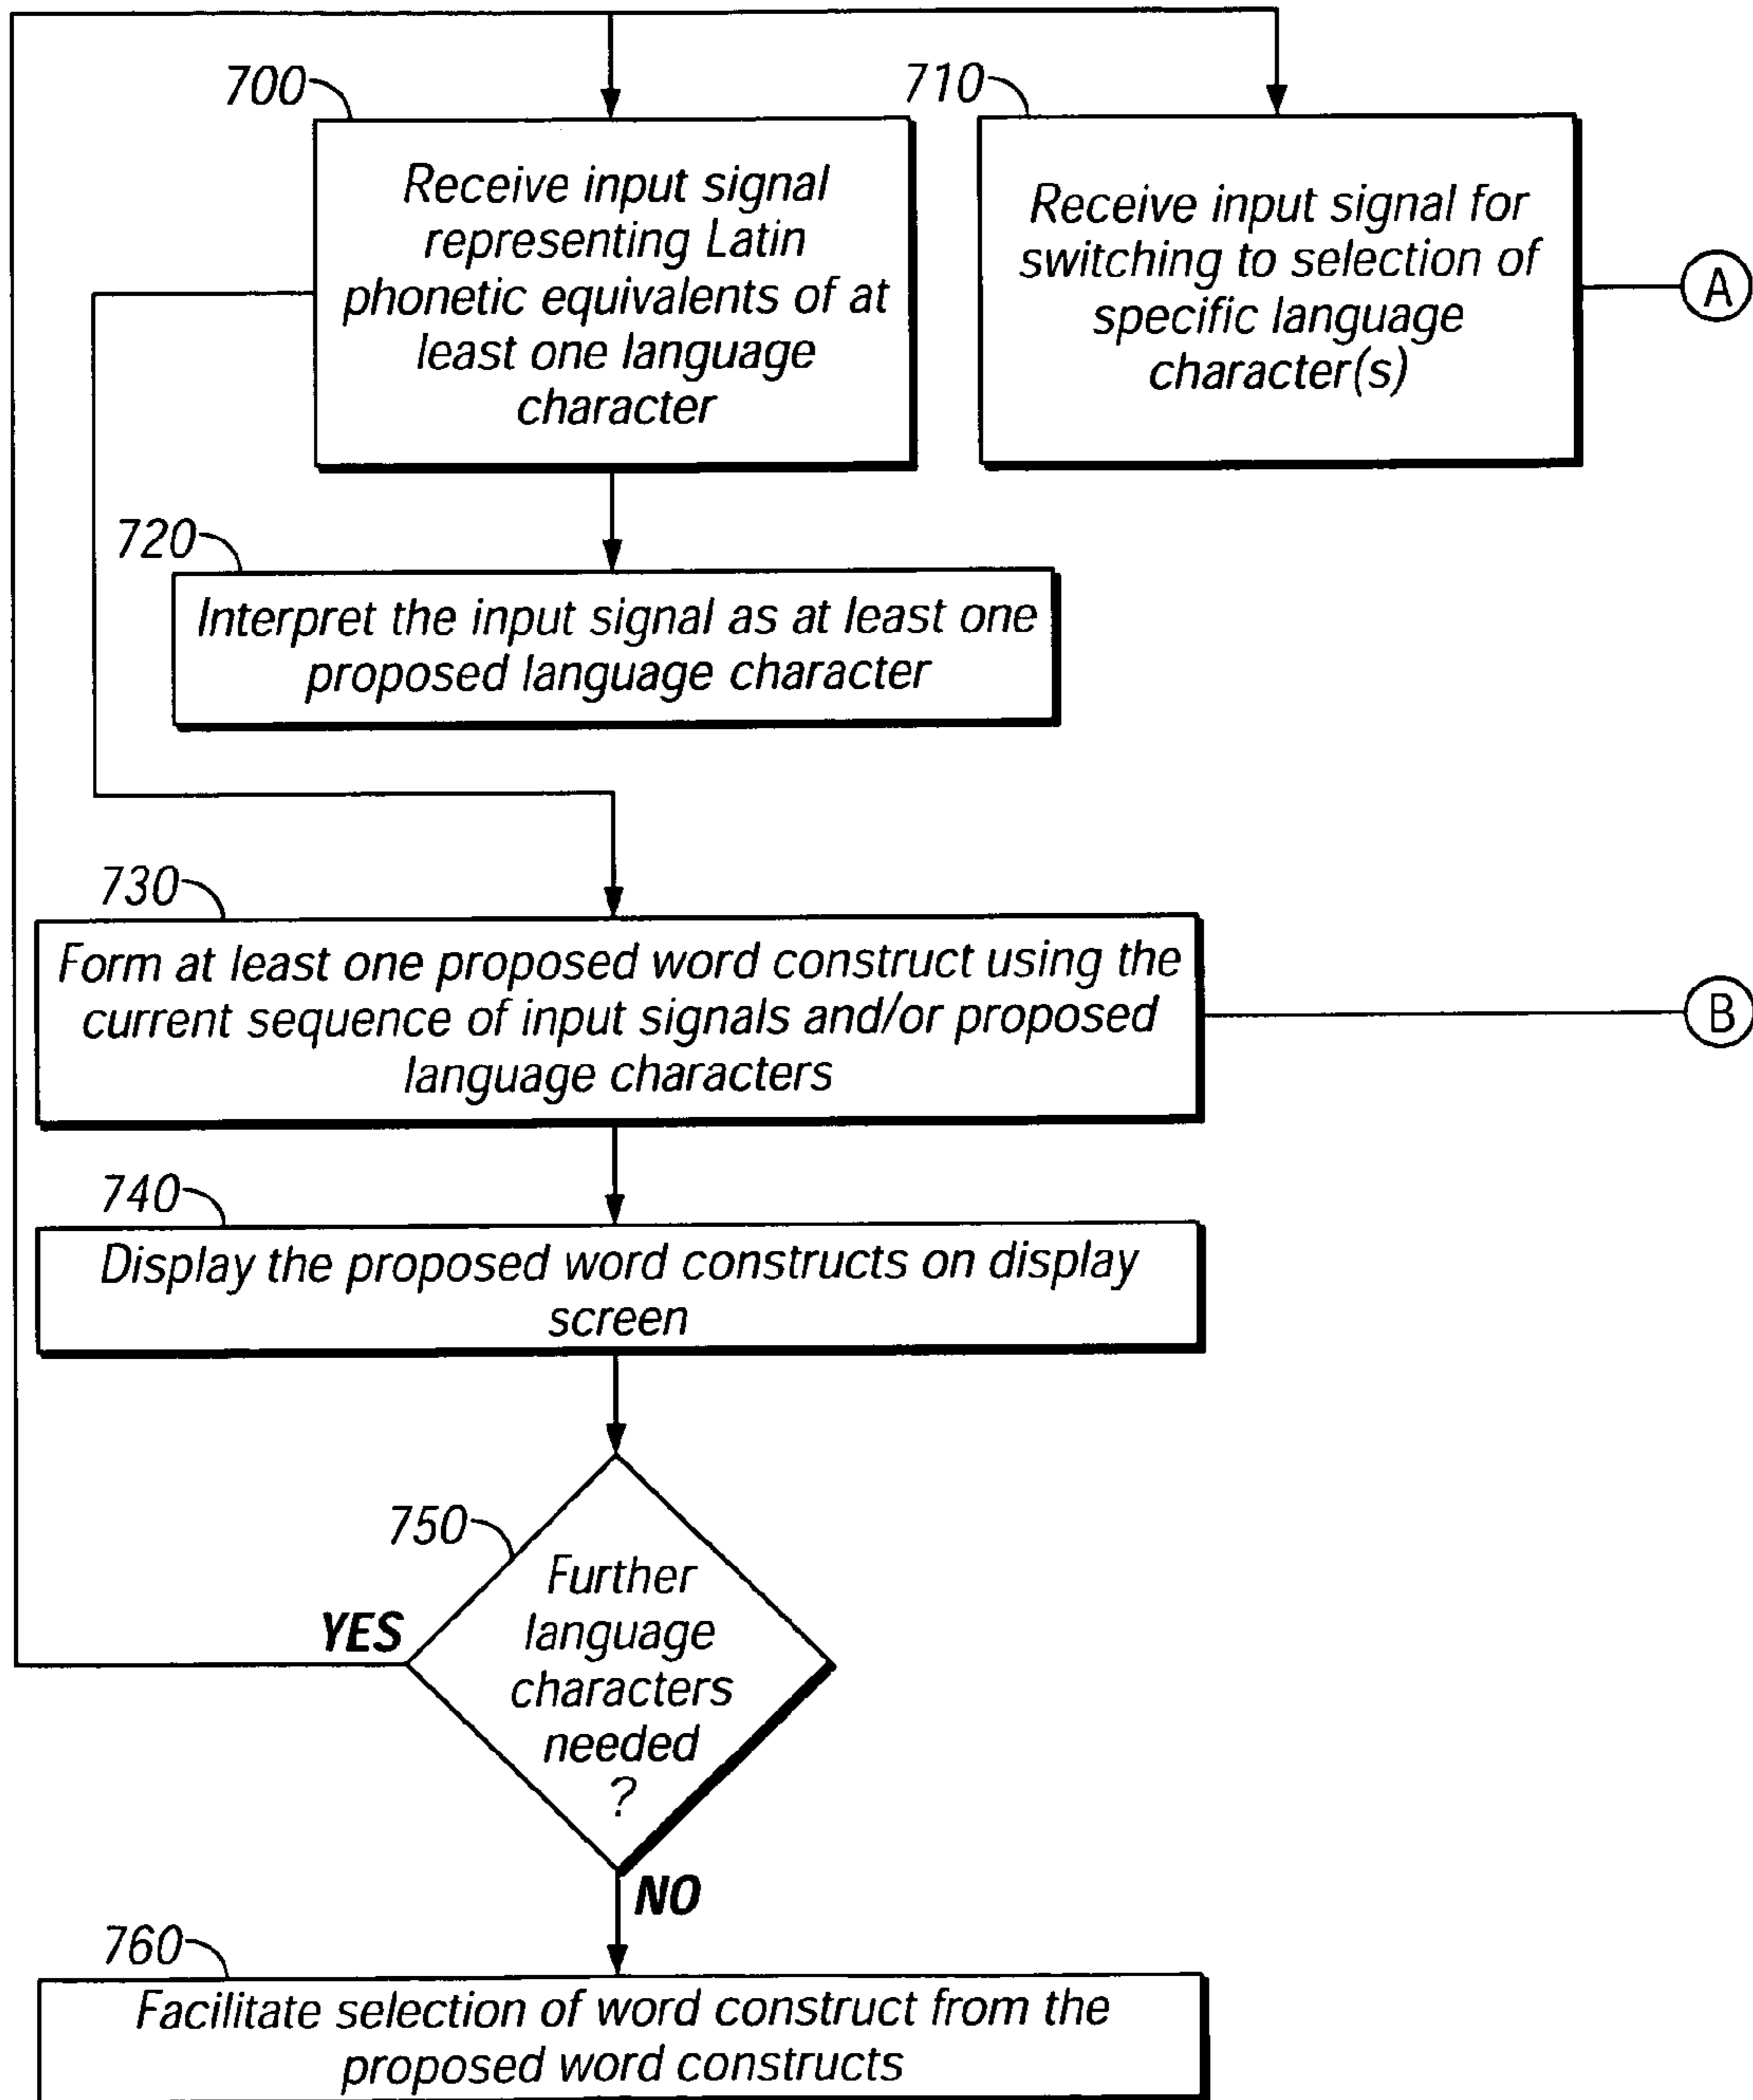 700
Receive input signal
representing Latin
phonetic equivalents of at
least one language
character
710
Receive input signal for
switching to selection of
specific language
character(s)
A
720
Interpret the input signal as at least one
proposed language character
730
Form at least one proposed word construct using the
current sequence of input signals and/or proposed
language characters
B
740
Display the proposed word constructs on display
screen
750
Further
language
characters
needed
?
YES
NO
760
Facilitate selection of word construct from the
proposed word constructs